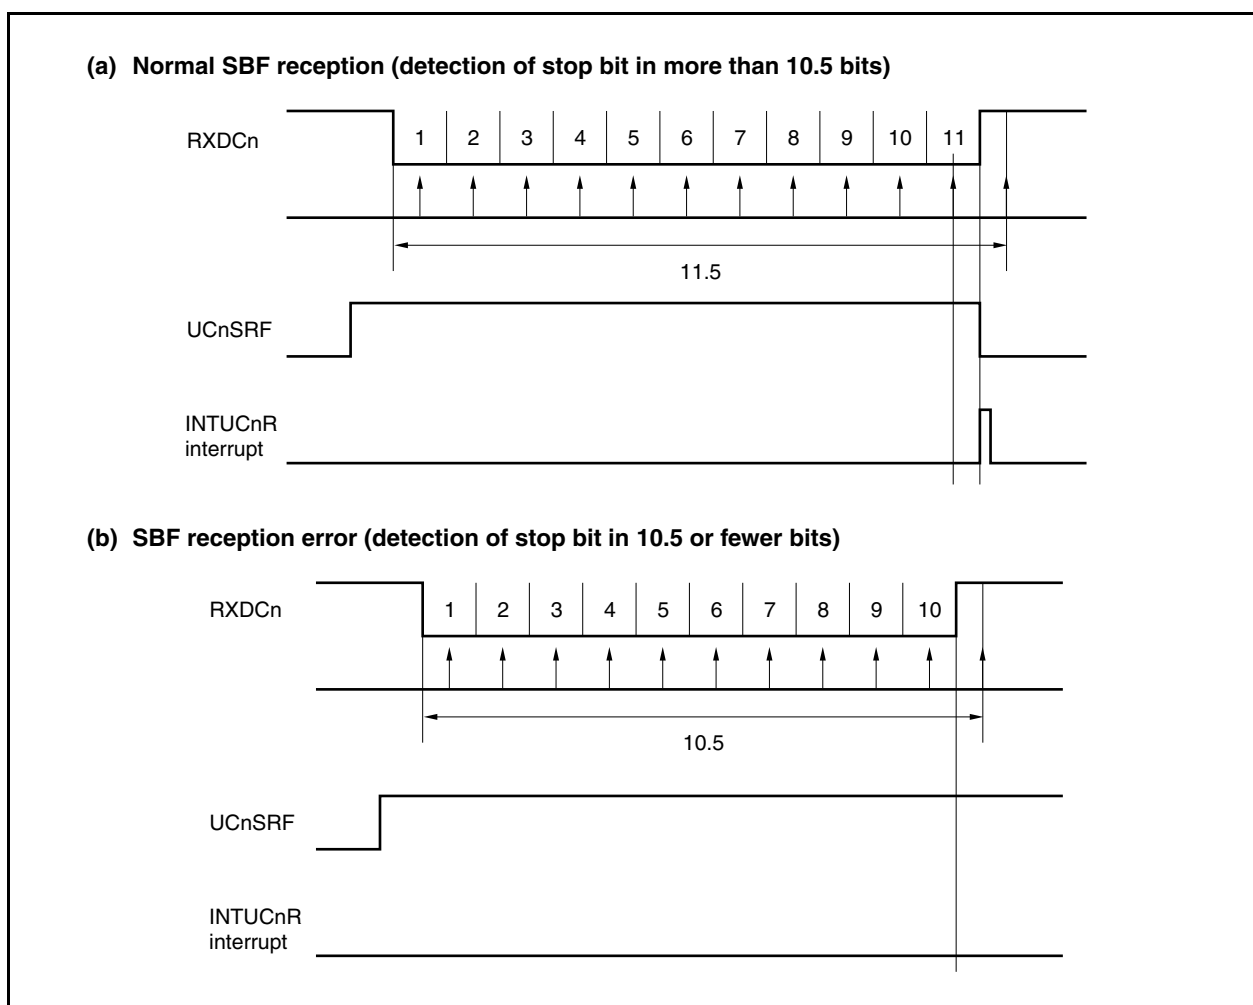 (a) Normal SBF reception (detection of stop bit in more than 10.5 bits)
RXDCn
1 2 3 4 5 6 7 8 9 10 11
11.5
UCnSRF
INTUCnR
interrupt
(b) SBF reception error (detection of stop bit in 10.5 or fewer bits)
RXDCn
1 2 3 4 5 6 7 8 9 10
10.5
UCnSRF
INTUCnR
interrupt